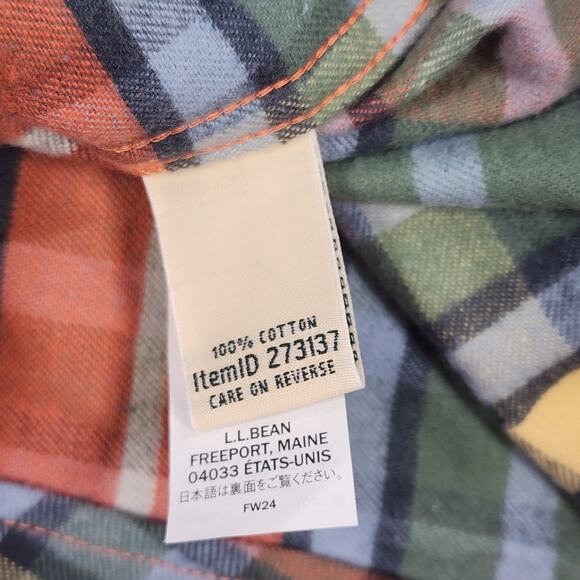 100% COTTON
ItemID 273137
CARE ON REVERSE
L.L.BEAN
FREEPORT, MAINE
04033 ÉTATS-UNIS
日本語は裏面をご覧ください。
FW24